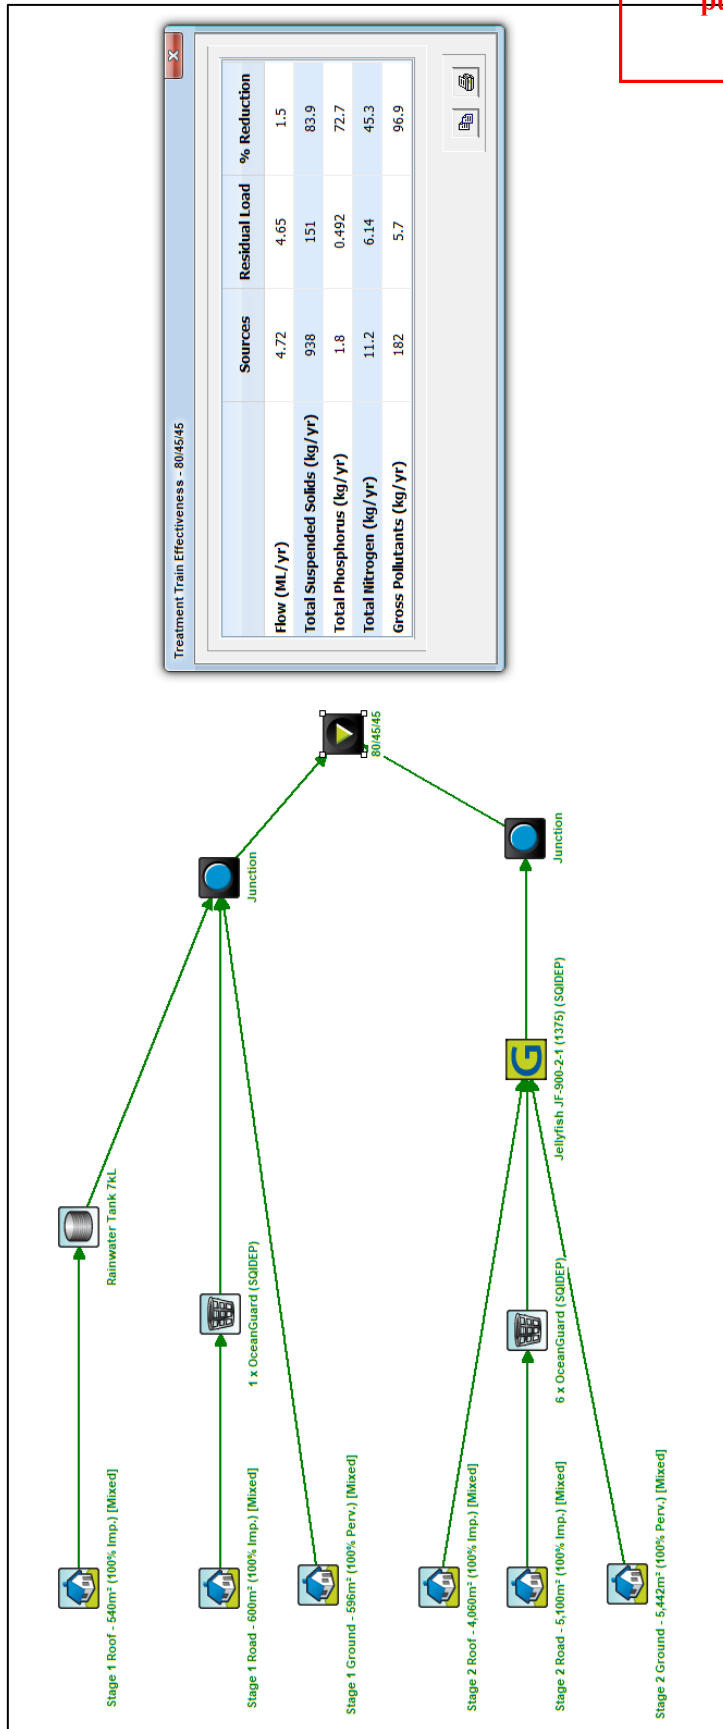 Treatment Train Effectiveness - 80/45/45
Sources Residual Load % Reduction
Flow (ML/yr) 4.72 4.65 1.5
Total Suspended Solids (kg/yr) 938 151 83.9
Total Phosphorus (kg/yr) 1.8 0.492 72.7
Total Nitrogen (kg/yr) 11.2 6.14 45.3
Gross Pollutants (kg/yr) 182 5.7 96.9
80/45/45
Junction
Junction
Rainwater Tank 7kL
1 x OceanGuard (SQIDEP)
Jellyfish JF-900-2-1 (1375) (SQIDEP)
6 x OceanGuard (SQIDEP)
Stage 1 Roof - 540m² (100% Imp.) [Mixed]
Stage 1 Road - 600m² (100% Imp.) [Mixed]
Stage 1 Ground - 596m² (100% Perv.) [Mixed]
Stage 2 Roof - 4,060m² (100% Imp.) [Mixed]
Stage 2 Road - 5,100m² (100% Imp.) [Mixed]
Stage 2 Ground - 5,442m² (100% Perv.) [Mixed]